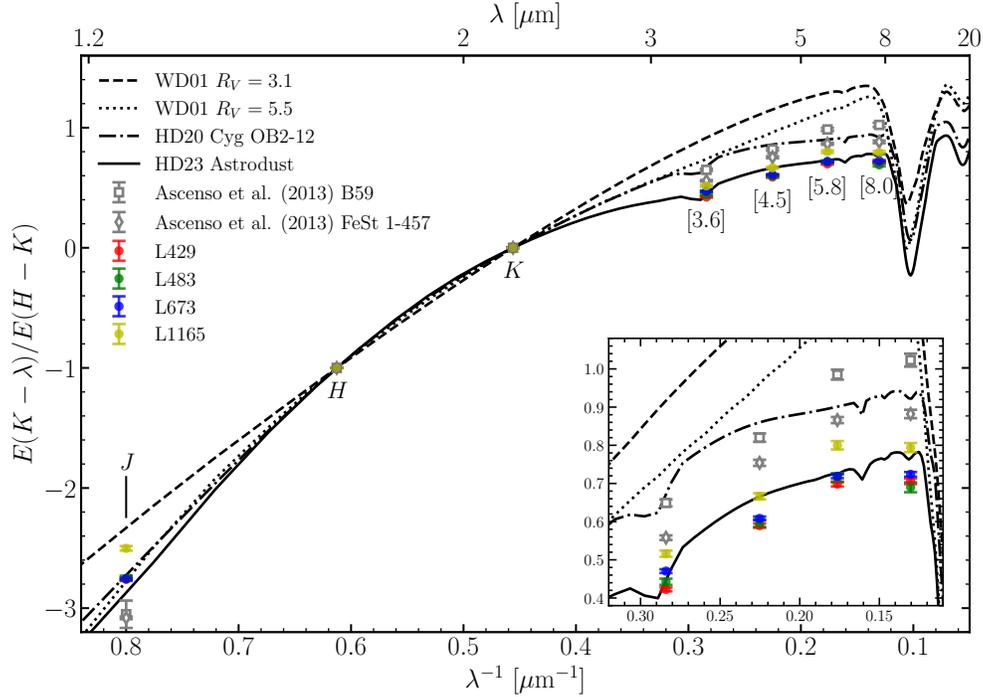 λ [μm]
1.2 2 3 5 8 20
WD01 R_V = 3.1
WD01 R_V = 5.5
HD20 Cyg OB2-12
HD23 Astrodust
Ascenso et al. (2013) B59
Ascenso et al. (2013) FeSt 1-457
L429
L483
L673
L1165
E(K − λ)/E(H − K)
1
0
−1
−2
−3
J
H
K
[3.6]
[4.5]
[5.8]
[8.0]
1.0
0.9
0.8
0.7
0.6
0.5
0.4
0.30 0.25 0.20 0.15
0.8 0.7 0.6 0.5 0.4 0.3 0.2 0.1
λ⁻¹ [μm⁻¹]